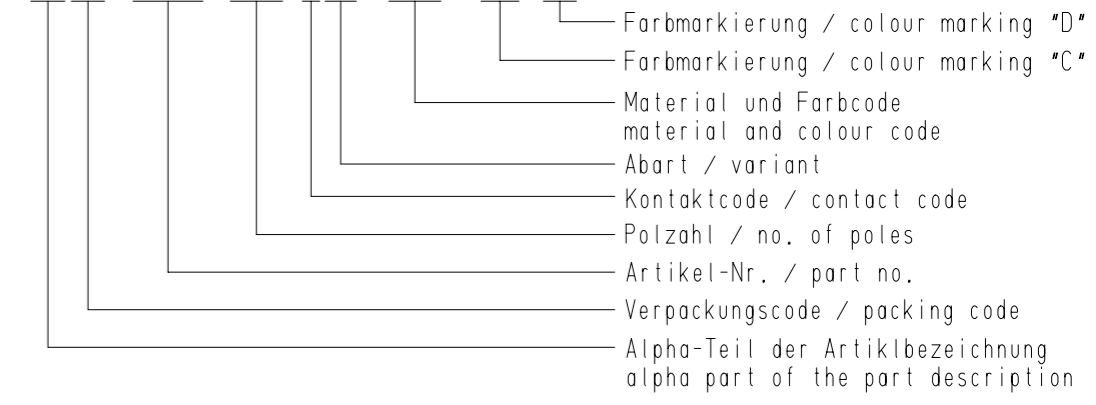 Farbmarkierung / colour marking "D"
Farbmarkierung / colour marking "C"
Material und Farbcode
material and colour code
Abart / variant
Kontaktcode / contact code
Polzahl / no. of poles
Artikel-Nr. / part no.
Verpackungscode / packing code
Alpha-Teil der Artiklbezeichnung
alpha part of the part description